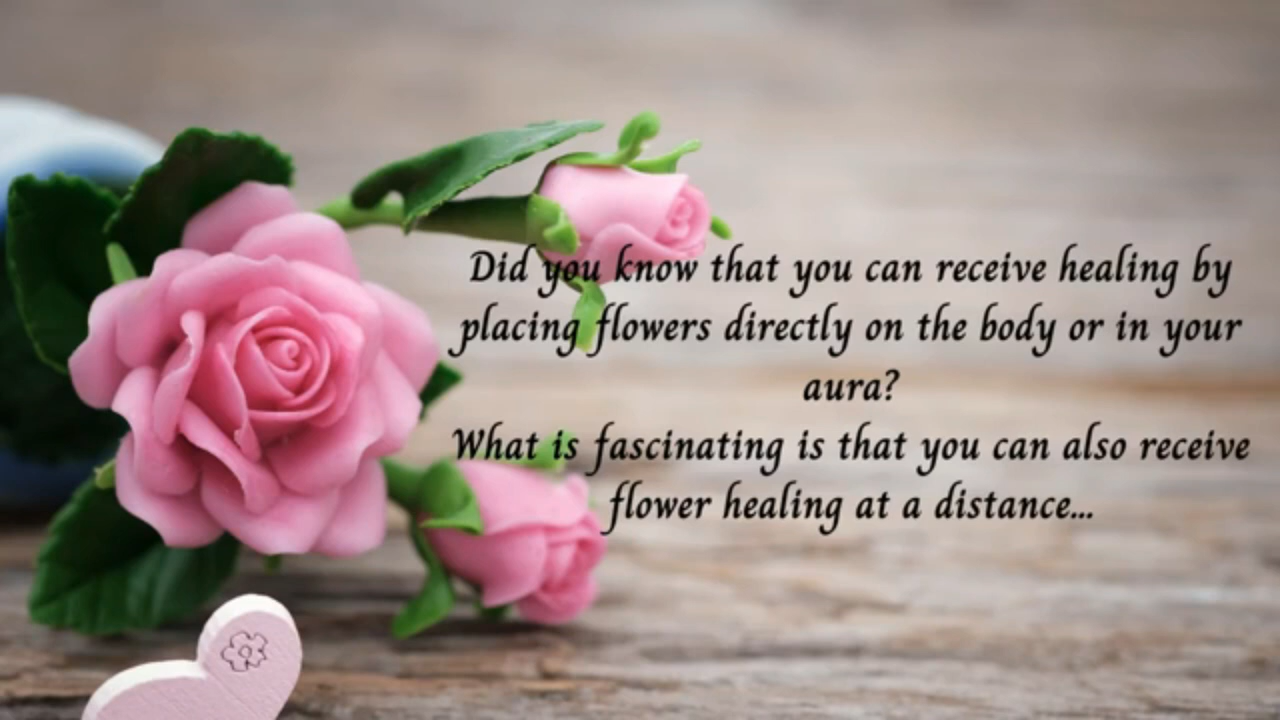 Did you know that you can receive healing by
placing flowers directly on the body or in your
aura?
What is fascinating is that you can also receive
flower healing at a distance...